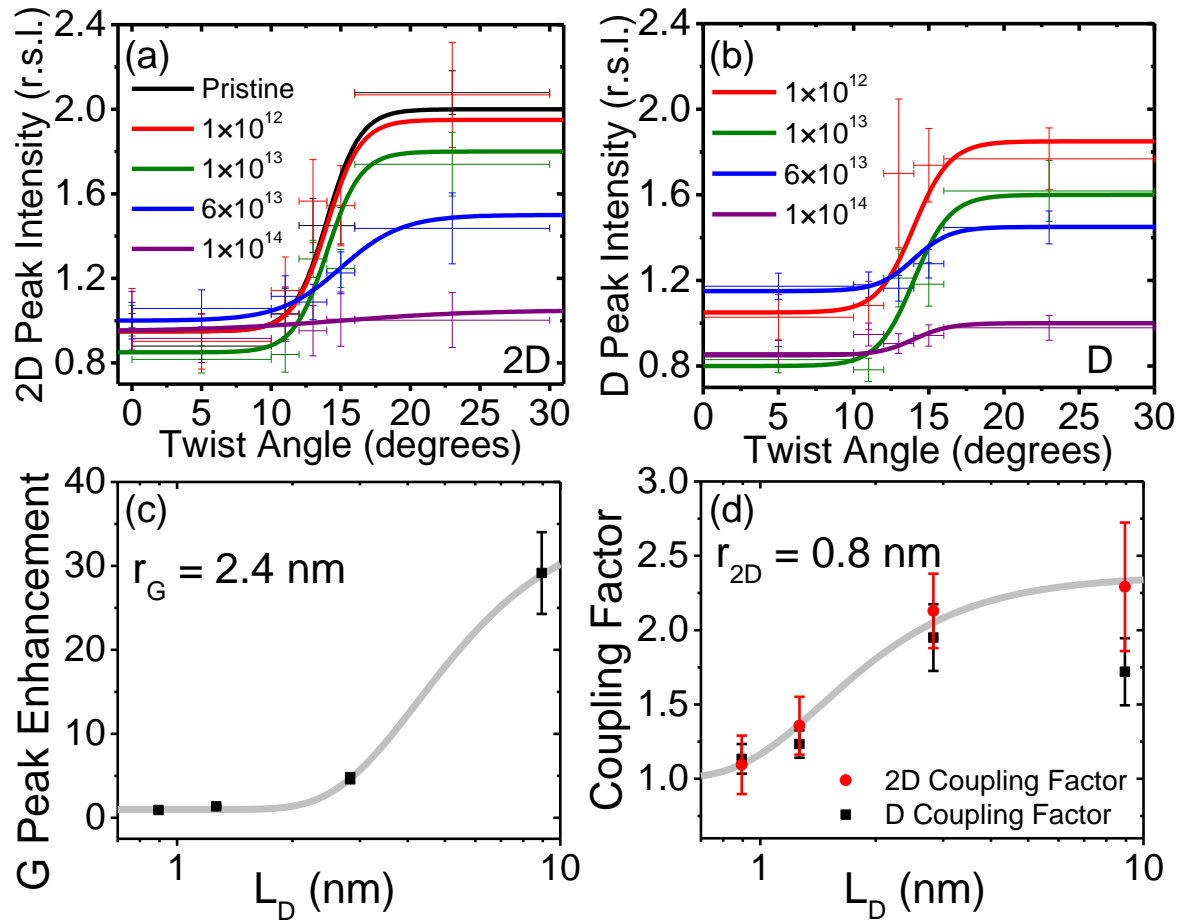 (a)
2D Peak Intensity (r.s.l.)
2.4
2.0
1.6
1.2
0.8
Pristine
1×10¹²
1×10¹³
6×10¹³
1×10¹⁴
2D
0 5 10 15 20 25 30
Twist Angle (degrees)
(b)
D Peak Intensity (r.s.l.)
2.4
2.0
1.6
1.2
0.8
1×10¹²
1×10¹³
6×10¹³
1×10¹⁴
D
0 5 10 15 20 25 30
Twist Angle (degrees)
(c)
G Peak Enhancement
40
30
20
10
0
r_G = 2.4 nm
1 10
L_D (nm)
(d)
Coupling Factor
3.0
2.5
2.0
1.5
1.0
r_2D = 0.8 nm
2D Coupling Factor
D Coupling Factor
1 10
L_D (nm)